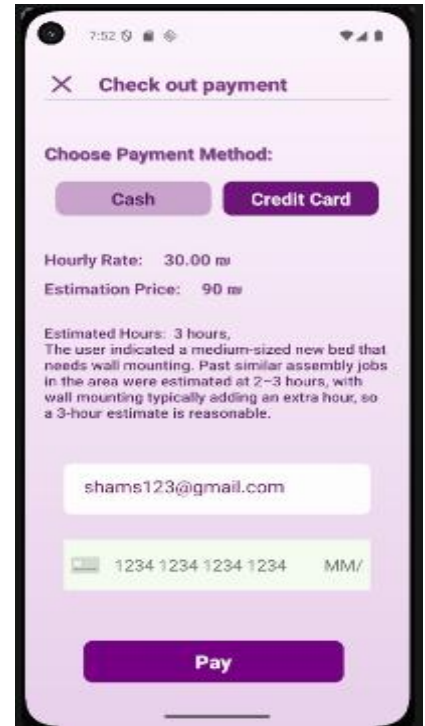 7:52
Check out payment
Choose Payment Method:
Cash
Credit Card
Hourly Rate: 30.00 ₪
Estimation Price: 90 ₪
Estimated Hours: 3 hours,
The user indicated a medium-sized new bed that
needs wall mounting. Past similar assembly jobs
in the area were estimated at 2–3 hours, with
wall mounting typically adding an extra hour, so
a 3-hour estimate is reasonable.
shams123@gmail.com
1234 1234 1234 1234 MM/
Pay